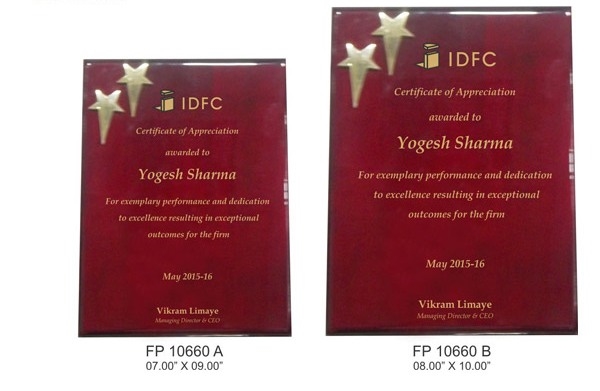 IDFC
Certificate of Appreciation
awarded to
Yogesh Sharma
For exemplary performance and dedication
to excellence resulting in exceptional
outcomes for the firm
May 2015-16
Vikram Limaye
Managing Director & CEO
FP 10660 A
07.00” X 09.00”
IDFC
Certificate of Appreciation
awarded to
Yogesh Sharma
For exemplary performance and dedication
to excellence resulting in exceptional
outcomes for the firm
May 2015-16
Vikram Limaye
Managing Director & CEO
FP 10660 B
08.00” X 10.00”